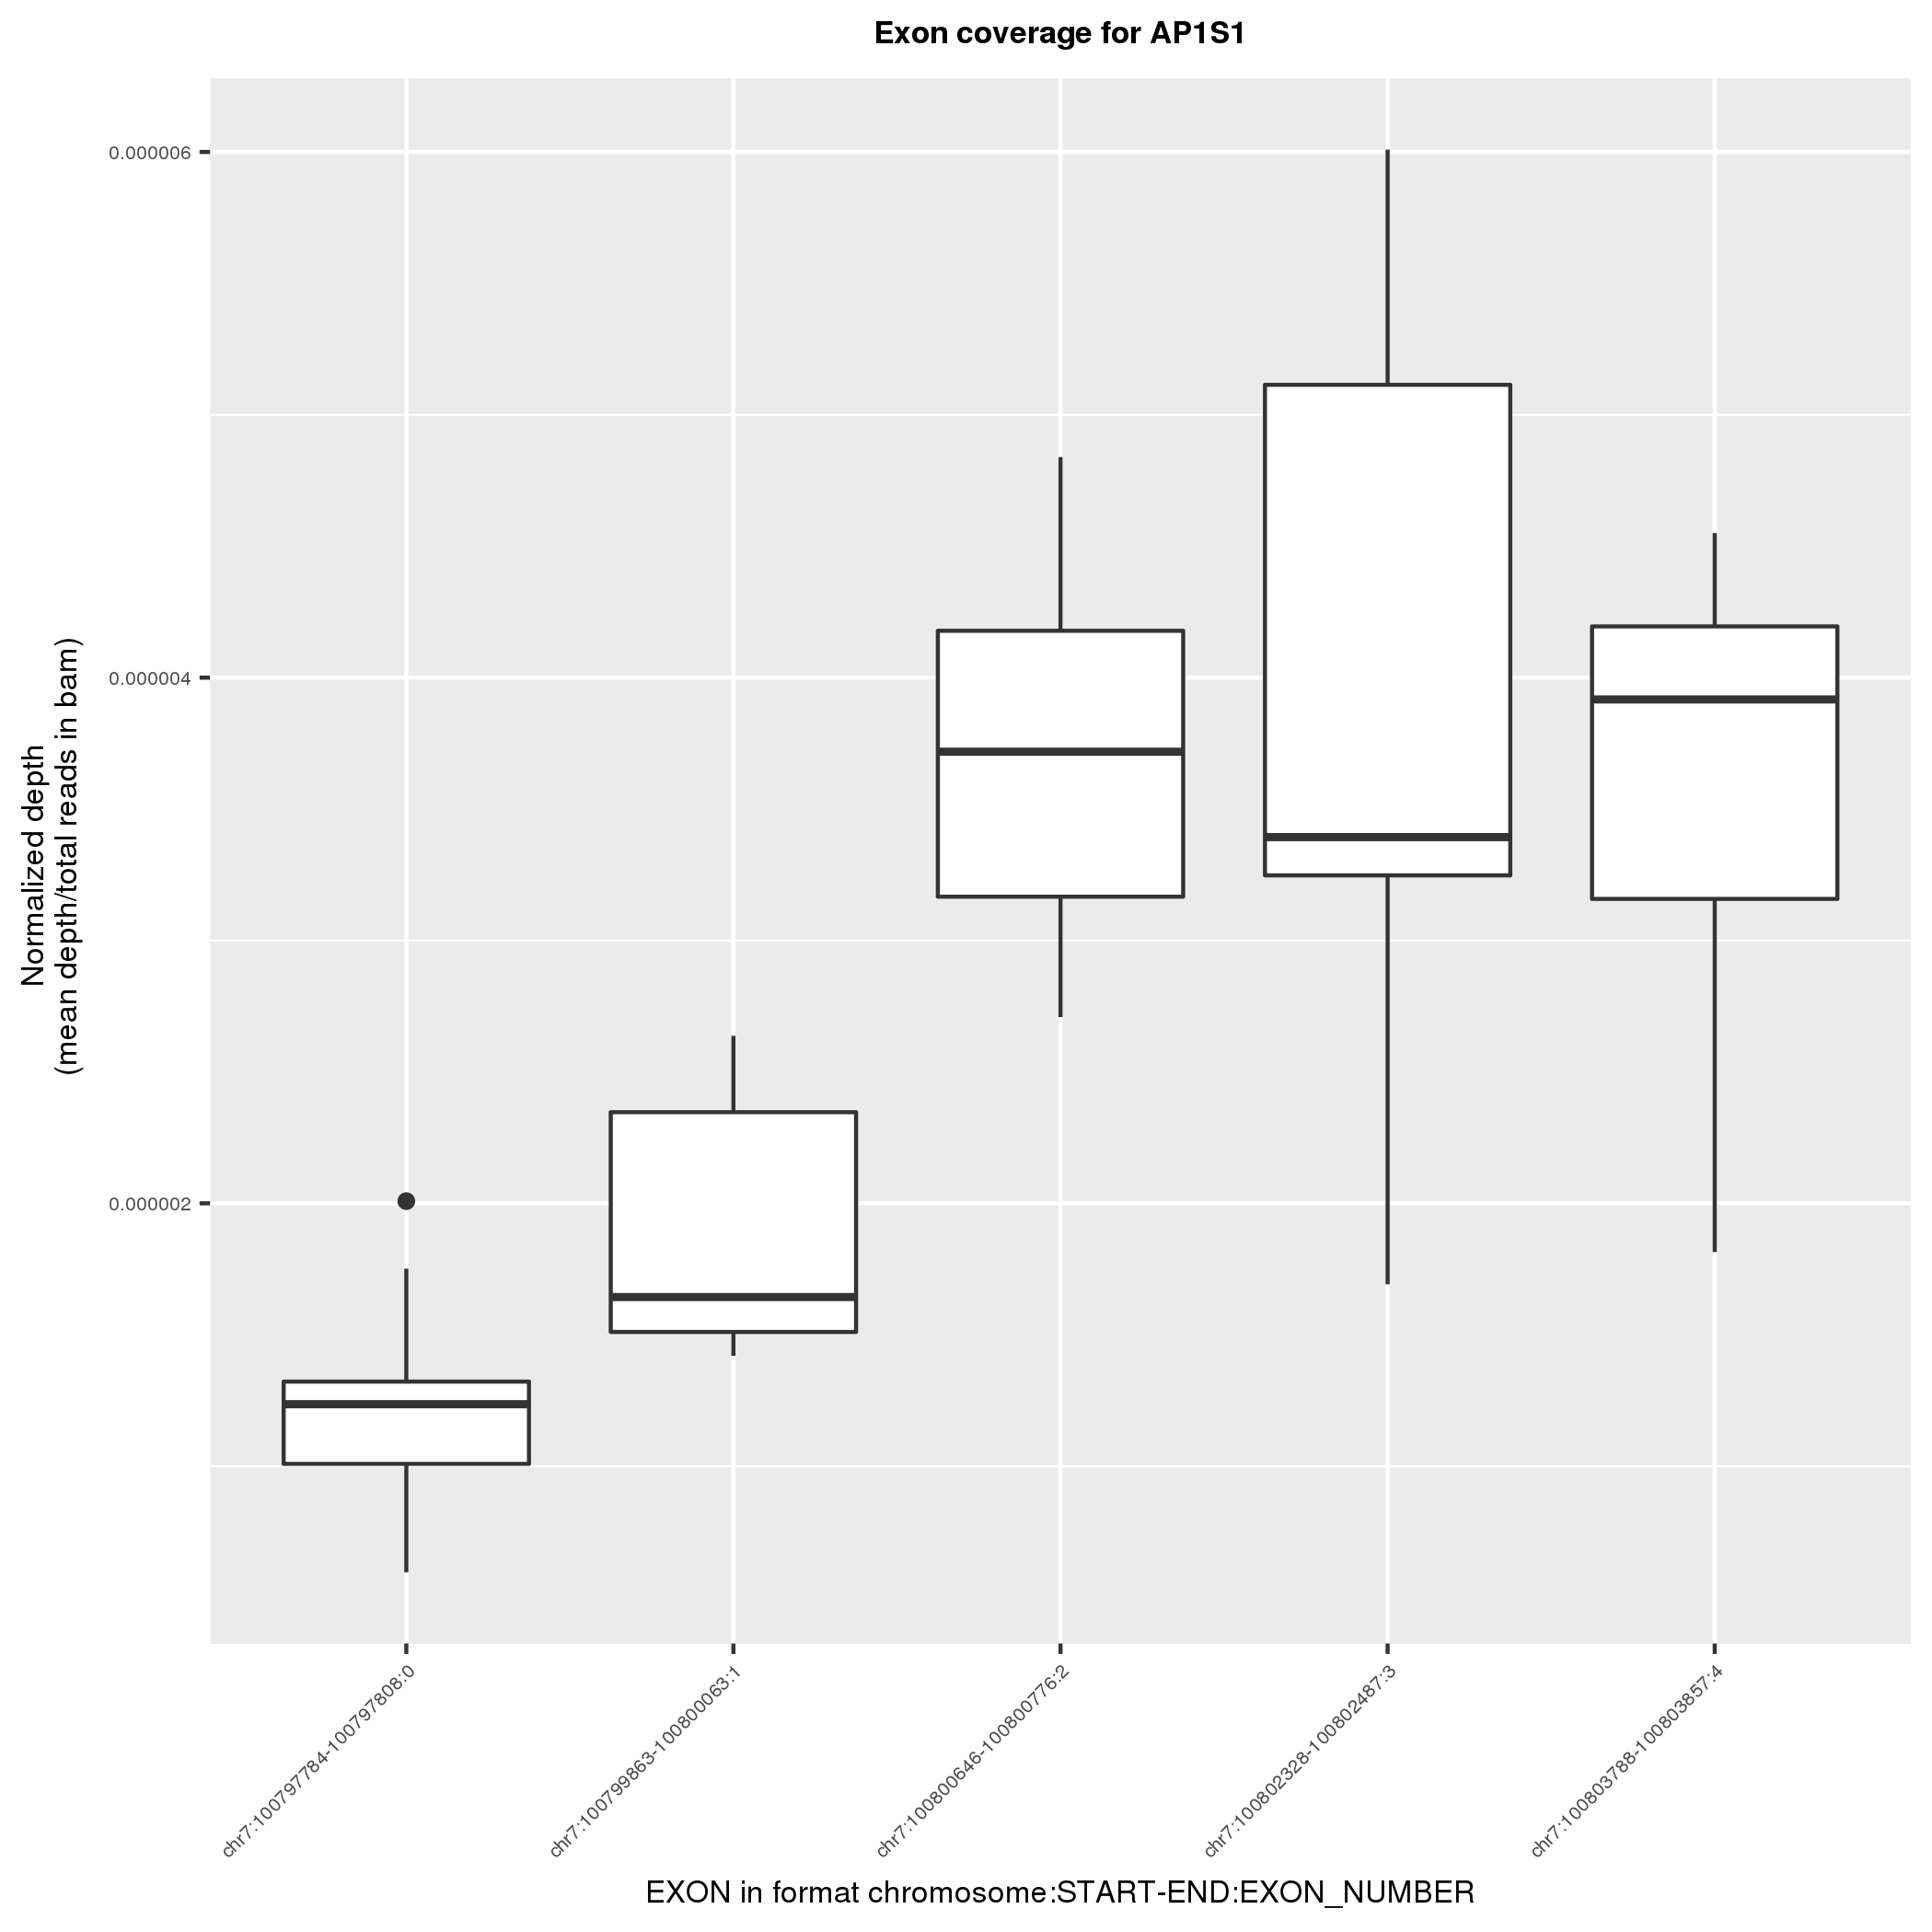 Exon coverage for AP1S1
0.000006
0.000004
0.000002
Normalized depth
(mean depth/total reads in bam)
chr7:100797784-100797808:0
chr7:100799863-100800063:1
chr7:100800646-100800776:2
chr7:100802328-100802487:3
chr7:100803788-100803857:4
EXON in format chromosome:START-END:EXON_NUMBER